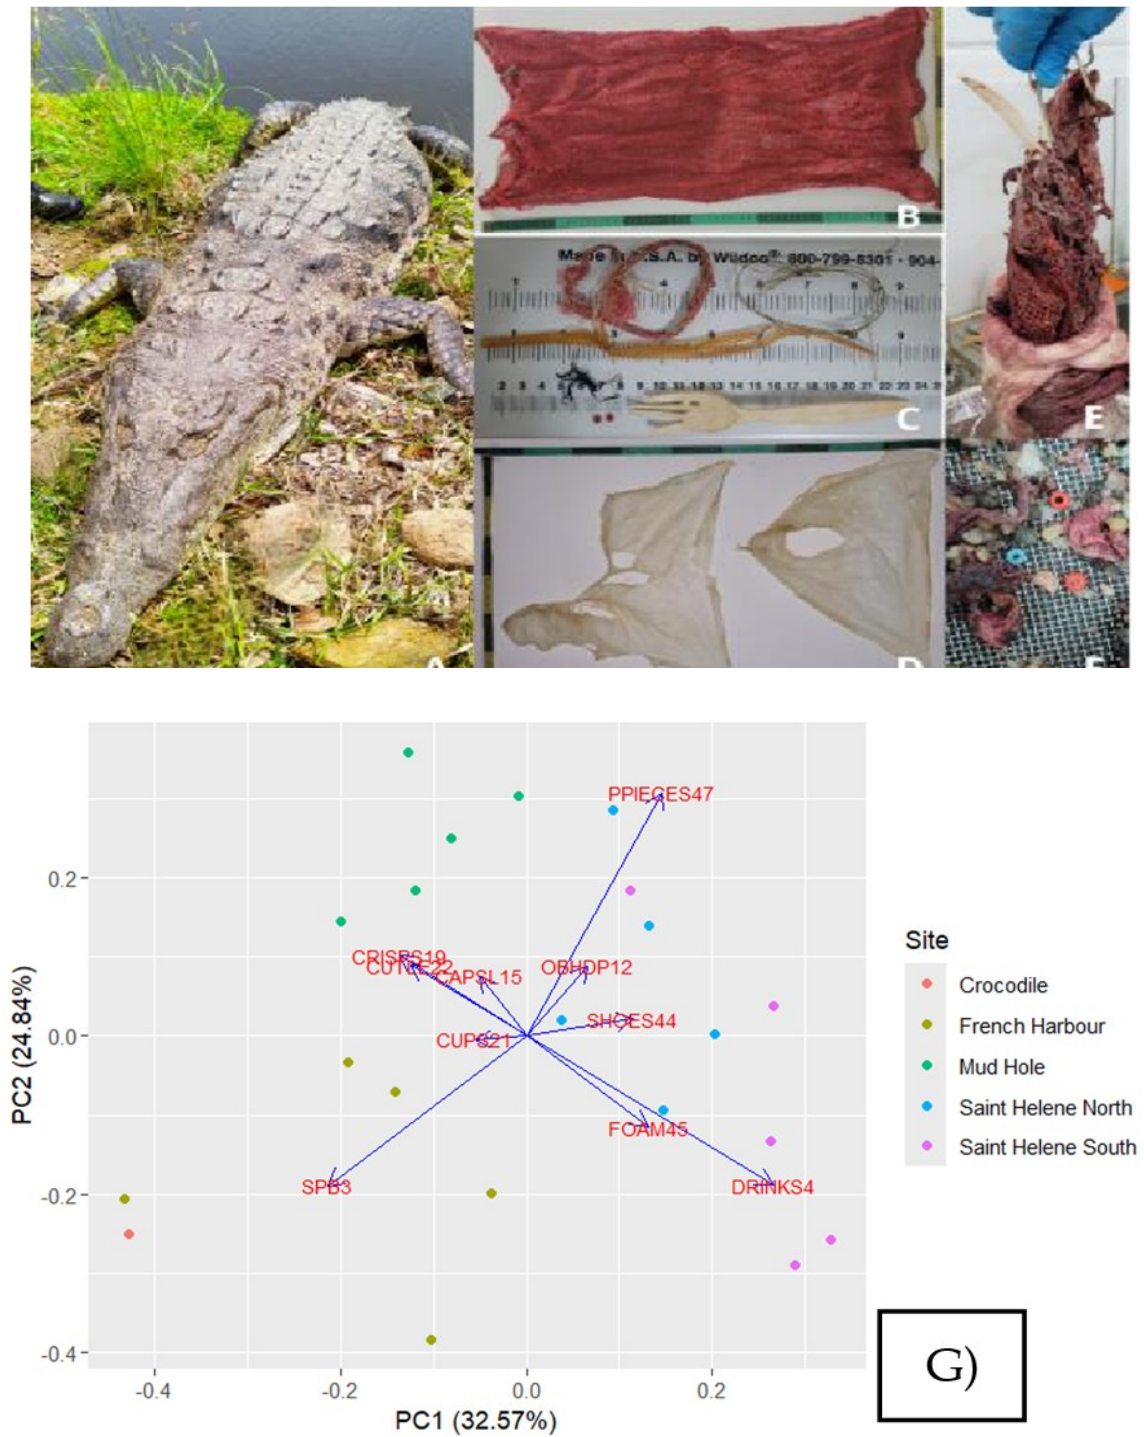 A
B
Made in U.S.A. by Wildco® 800-799-8301 · 904-
C
D
E
F
PPIECES47
CRISPS19
CUTLE22
CAPSL15
OBHDP12
SHOES44
CUPS21
FOAM45
SPB3
DRINKS4
0.2
0.0
-0.2
-0.4
PC2 (24.84%)
-0.4
-0.2
0.0
0.2
PC1 (32.57%)
Site
Crocodile
French Harbour
Mud Hole
Saint Helene North
Saint Helene South
G)